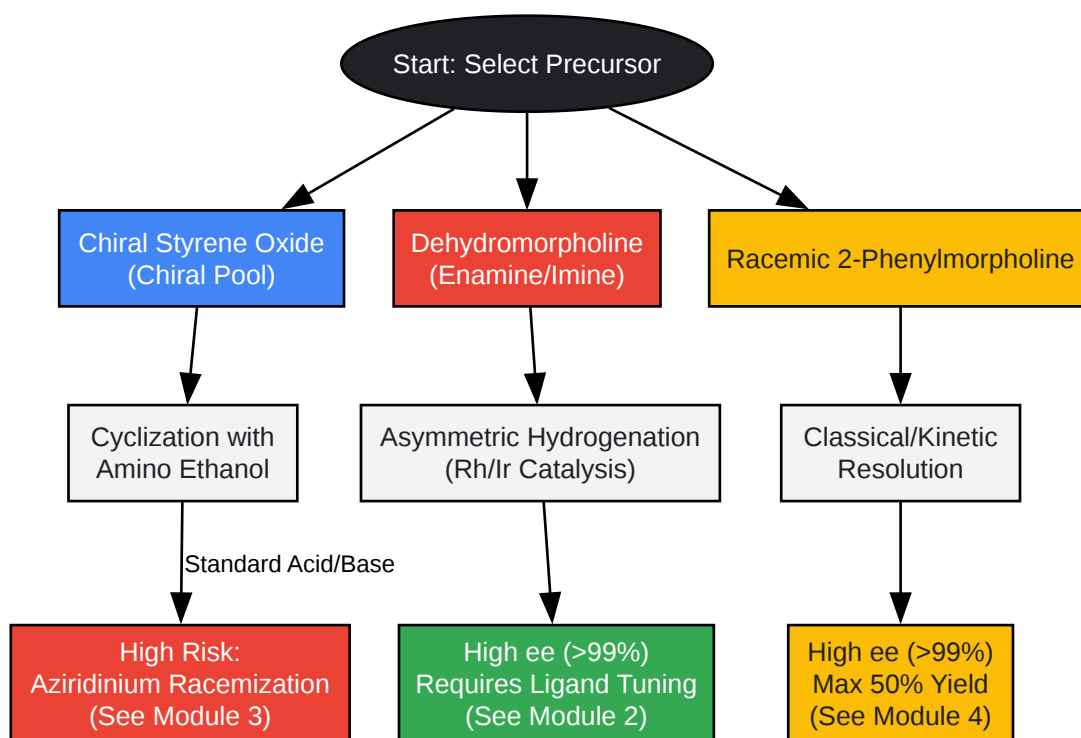 Start: Select Precursor
Chiral Styrene Oxide
(Chiral Pool)
Dehydromorpholine
(Enamine/Imine)
Racemic 2-Phenylmorpholine
Cyclization with
Amino Ethanol
Asymmetric Hydrogenation
(Rh/Ir Catalysis)
Classical/Kinetic
Resolution
Standard Acid/Base
High Risk:
Aziridinium Racemization
(See Module 3)
High ee (>99%)
Requires Ligand Tuning
(See Module 2)
High ee (>99%)
Max 50% Yield
(See Module 4)